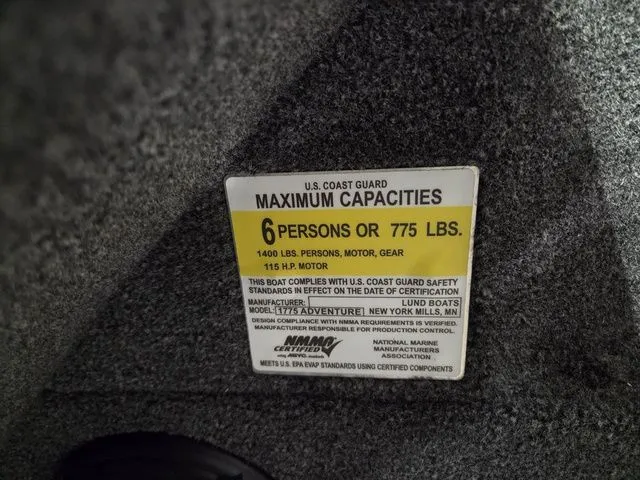 U.S. COAST GUARD
MAXIMUM CAPACITIES
6 PERSONS OR 775 LBS.
1400 LBS. PERSONS, MOTOR, GEAR
115 H.P. MOTOR
THIS BOAT COMPLIES WITH U.S. COAST GUARD SAFETY
STANDARDS IN EFFECT ON THE DATE OF CERTIFICATION
MANUFACTURER: LUND BOATS
MODEL: 1775 ADVENTURE NEW YORK MILLS, MN
DESIGN COMPLIANCE WITH NMMA REQUIREMENTS IS VERIFIED.
MANUFACTURER RESPONSIBLE FOR PRODUCTION CONTROL.
NMMA
CERTIFIED
using ABYC standards
NATIONAL MARINE
MANUFACTURERS
ASSOCIATION
MEETS U.S. EPA EVAP STANDARDS USING CERTIFIED COMPONENTS